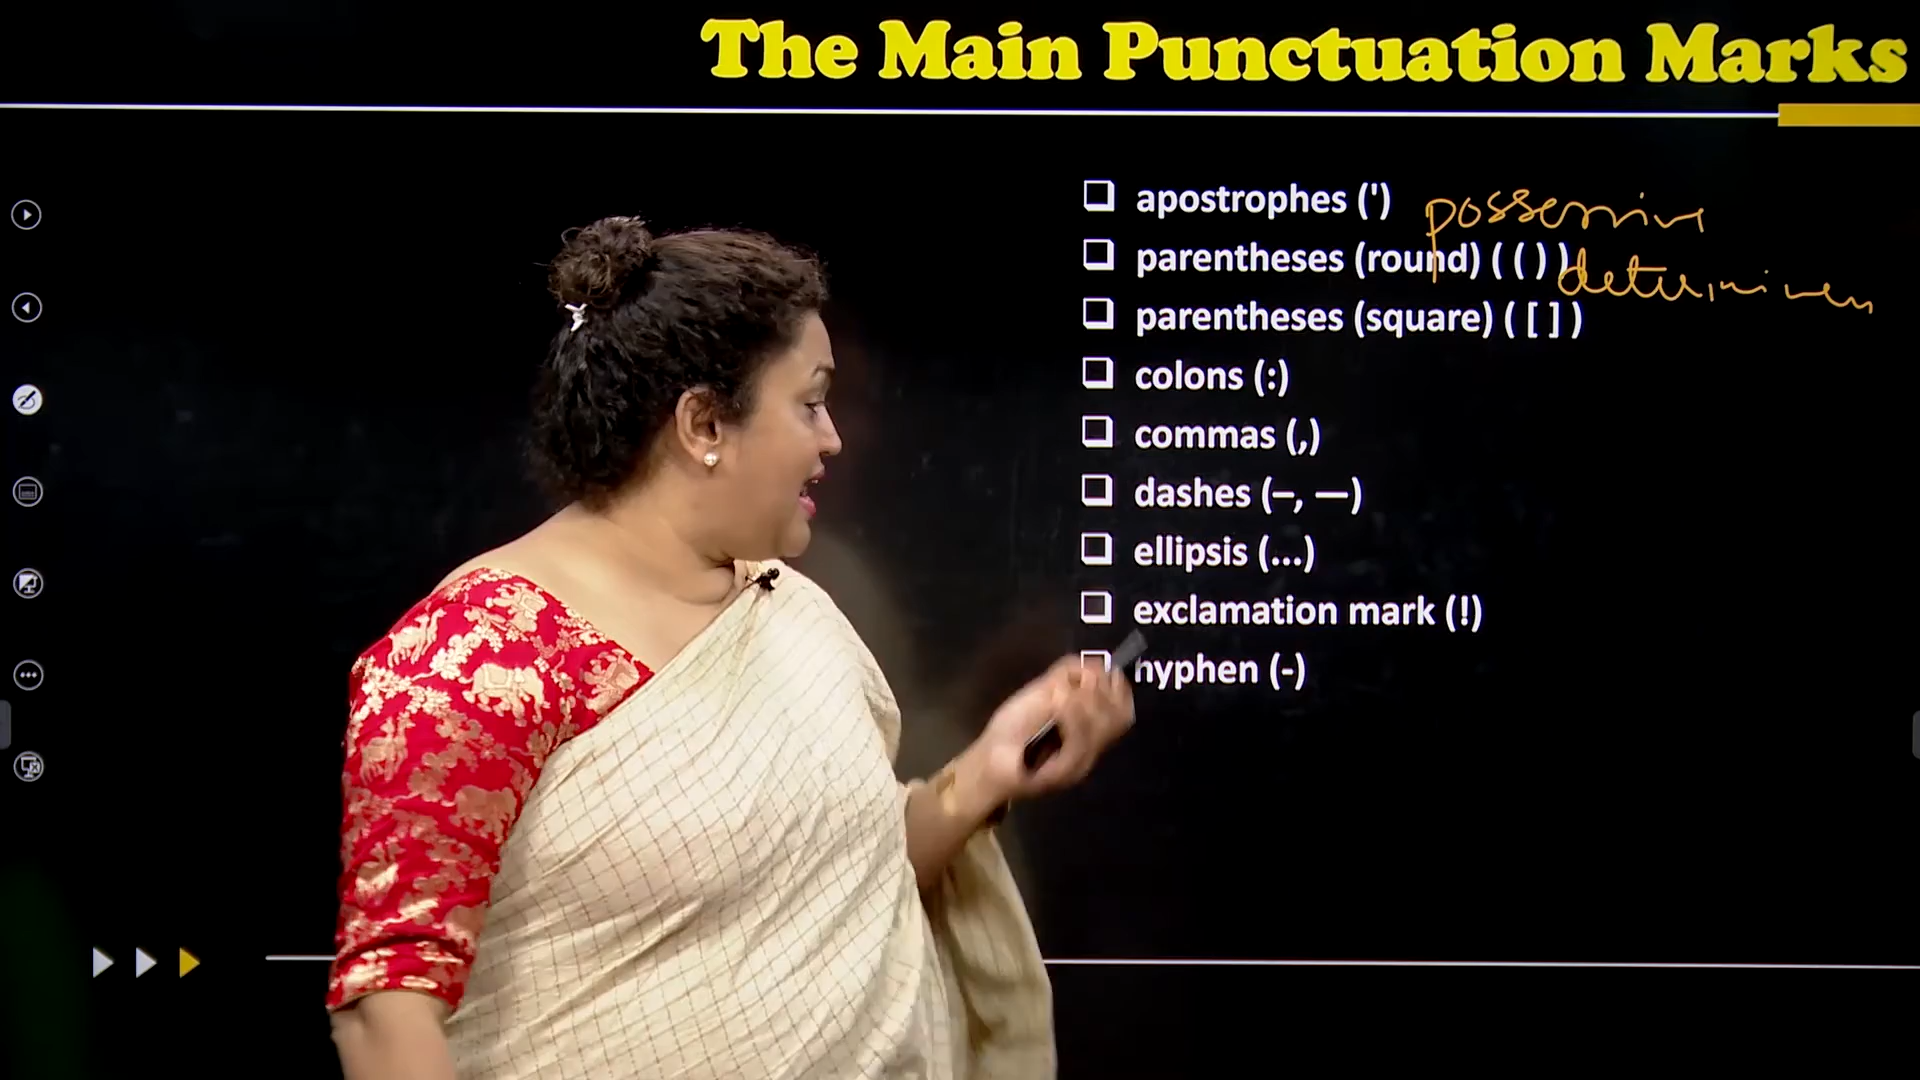 The Main Punctuation Marks
apostrophes (') possessive
parentheses (round) ( ( ) ) determiners
parentheses (square) ( [ ] )
colons (:)
commas (,)
dashes (–, —)
ellipsis (...)
exclamation mark (!)
hyphen (-)